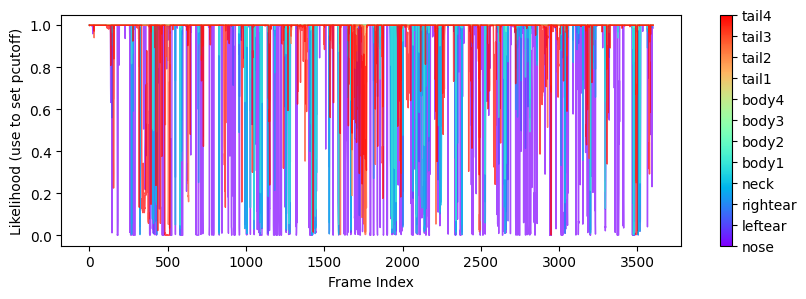 Likelihood (use to set pcutoff)
1.0
0.8
0.6
0.4
0.2
0.0
0
500
1000
1500
2000
2500
3000
3500
Frame Index
tail4
tail3
tail2
tail1
body4
body3
body2
body1
neck
rightear
leftear
nose